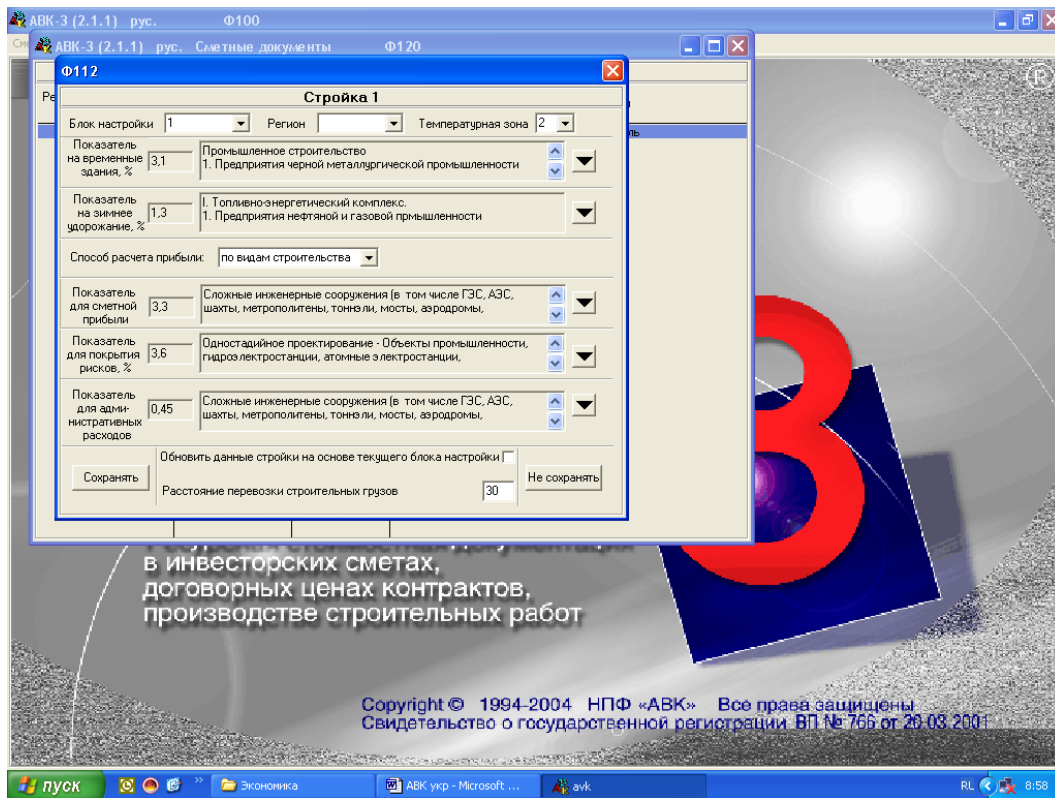 АВК-3 (2.1.1) рус. Ф100
АВК-3 (2.1.1) рус. Сметные документы Ф120
Ф112
Стройка 1
Блок настройки 1 Регион Температурная зона 2
Показатель
на временные
здания, %
3,1
Промышленное строительство
1. Предприятия черной металлургической промышленности
Показатель
на зимнее
удорожание, %
1,3
I. Топливно-энергетический комплекс.
1. Предприятия нефтяной и газовой прмышленности
Способ расчета прибыли: по видам строительства
Показатель
для сметной
прибыли
3,3
Сложные инженерные сооружения (в том числе ГЭС, АЭС,
шахты, метрополитены, тоннэли, мосты, аэродромы,
Показатель
для покрытия
рисков, %
3,6
Одностадийное проектирование - Объекты промышленности,
гидроэлектростанции, атомные электростанции,
Показатель
для адми-
нистративных
расходов
0,45
Сложные инженерные сооружения (в том числе ГЭС, АЭС,
шахты, метрополитены, тоннэли, мосты, аэродромы,
Сохранять
Обновить данные стройки на основе текущего блока настройки
Расстояние перевозки строительных грузов 30
Не сохранять
в инвесторских сметах,
договорных ценах контрактов,
производстве строительных работ
3
®
Copyright © 1994-2004 НПФ «АВК» Все права защищены
Свидетельство о государственной регистрации ВП № 766 от 20.03.2001
пуск » Экономика АВК укр - Microsoft ... avk RL 8:58